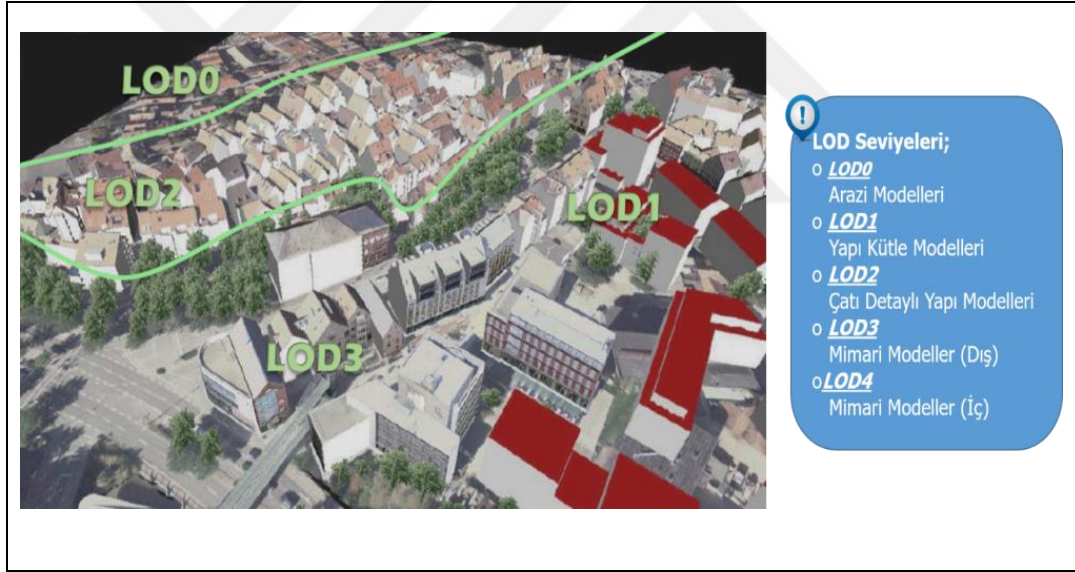 LOD0
LOD2
LOD1
LOD3
!
LOD Seviyeleri;
o LOD0
Arazi Modelleri
o LOD1
Yapı Kütle Modelleri
o LOD2
Çatı Detaylı Yapı Modelleri
o LOD3
Mimari Modeller (Dış)
oLOD4
Mimari Modeller (İç)